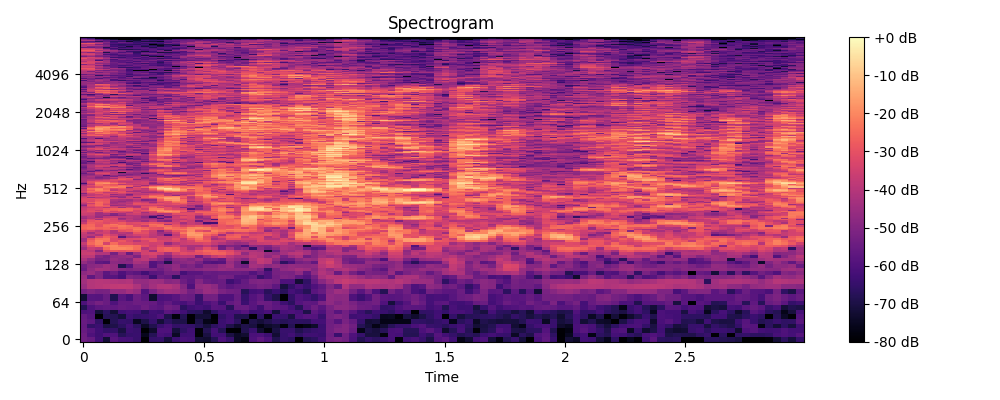 Spectrogram
Hz
4096
2048
1024
512
256
128
64
0
0
0.5
1
1.5
2
2.5
Time
+0 dB
-10 dB
-20 dB
-30 dB
-40 dB
-50 dB
-60 dB
-70 dB
-80 dB